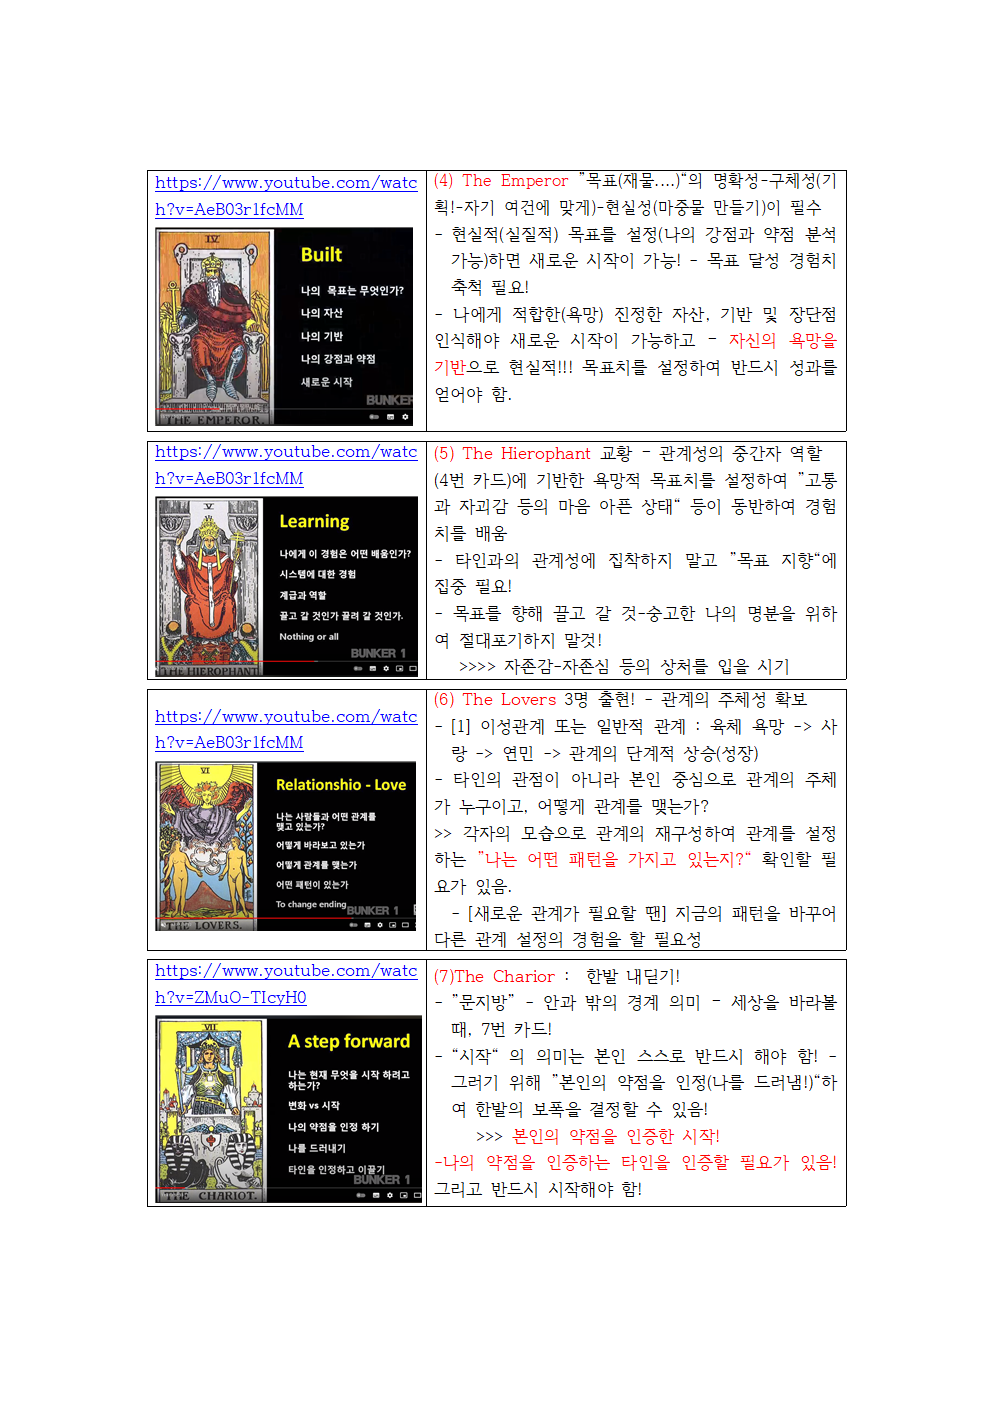 https://www.youtube.com/watc
h?v=AeB03r1fcMM
IV
Built
나의 목표는 무엇인가?
나의 자산
나의 기반
나의 강점과 약점
새로운 시작
BUNKER
THE EMPEROR.
(4) The Emperor ”목표(재물....)“의 명확성-구체성(기
획!-자기 여건에 맞게)-현실성(마중물 만들기)이 필수
- 현실적(실질적) 목표를 설정(나의 강점과 약점 분석
가능)하면 새로운 시작이 가능! - 목표 달성 경험치
축척 필요!
- 나에게 적합한(욕망) 진정한 자산, 기반 및 장단점
인식해야 새로운 시작이 가능하고 - 자신의 욕망을
기반으로 현실적!!! 목표치를 설정하여 반드시 성과를
얻어야 함.
https://www.youtube.com/watc
h?v=AeB03r1fcMM
V
Learning
나에게 이 경험은 어떤 배움인가?
시스템에 대한 경험
계급과 역할
끌고 갈 것인가 끌려 갈 것인가.
Nothing or all
BUNKER 1
THE HIEROPHANT
(5) The Hierophant 교황 - 관계성의 중간자 역할
(4번 카드)에 기반한 욕망적 목표치를 설정하여 ”고통
과 자괴감 등의 마음 아픈 상태“ 등이 동반하여 경험
치를 배움
- 타인과의 관계성에 집착하지 말고 ”목표 지향“에
집중 필요!
- 목표를 향해 끌고 갈 것-숭고한 나의 명분을 위하
여 절대포기하지 말것!
>>>> 자존감-자존심 등의 상처를 입을 시기
https://www.youtube.com/watc
h?v=AeB03r1fcMM
VI
Relationshio - Love
나는 사람들과 어떤 관계를
맺고 있는가?
어떻게 바라보고 있는가
어떻게 관계를 맺는가
어떤 패턴이 있는가
To change ending
BUNKER 1
THE LOVERS.
(6) The Lovers 3명 출현! - 관계의 주체성 확보
- [1] 이성관계 또는 일반적 관계 : 육체 욕망 -> 사
랑 -> 연민 -> 관계의 단계적 상승(성장)
- 타인의 관점이 아니라 본인 중심으로 관계의 주체
가 누구이고, 어떻게 관계를 맺는가?
>> 각자의 모습으로 관계의 재구성하여 관계를 설정
하는 ”나는 어떤 패턴을 가지고 있는지?“ 확인할 필
요가 있음.
- [새로운 관계가 필요할 땐] 지금의 패턴을 바꾸어
다른 관계 설정의 경험을 할 필요성
https://www.youtube.com/watc
h?v=ZMuO-TIcyH0
VII
A step forward
나는 현재 무엇을 시작 하려고
하는가?
변화 vs 시작
나의 약점을 인정 하기
나를 드러내기
타인을 인정하고 이끌기
BUNKER 1
THE CHARIOT.
(7)The Charior : 한발 내딛기!
- ”문지방” - 안과 밖의 경계 의미 - 세상을 바라볼
때, 7번 카드!
- “시작“ 의 의미는 본인 스스로 반드시 해야 함! -
그러기 위해 ”본인의 약점을 인정(나를 드러냄!)“하
여 한발의 보폭을 결정할 수 있음!
>>> 본인의 약점을 인증한 시작!
-나의 약점을 인증하는 타인을 인증할 필요가 있음!
그리고 반드시 시작해야 함!